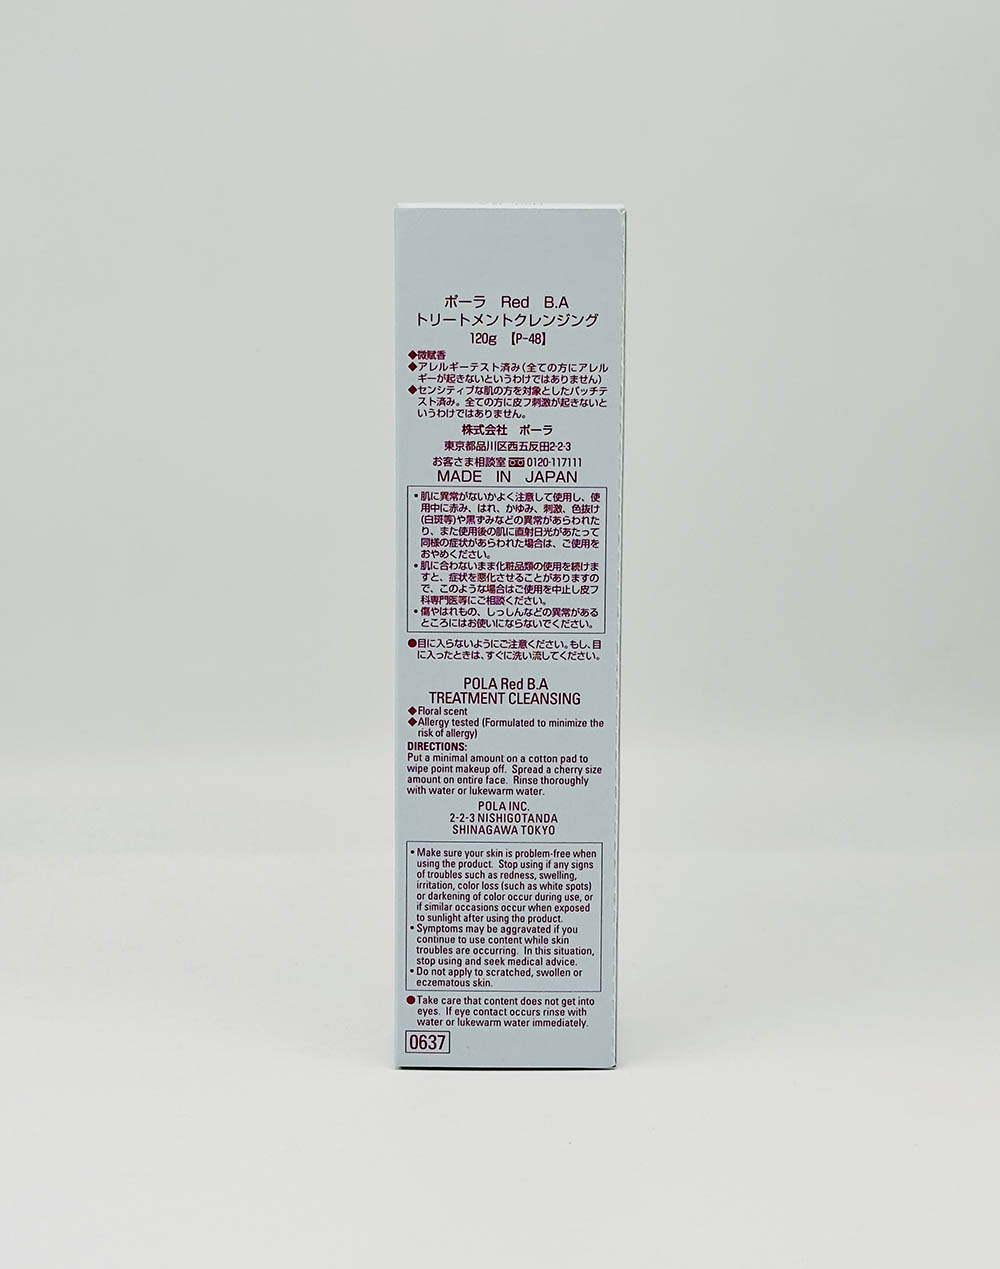 ポーラ Red B.A
トリートメントクレンジング
120g 【P-48】
◆微賦香
◆アレルギーテスト済み(全ての方にアレル
ギーが起きないというわけではありません)
◆センシティブな肌の方を対象としたパッチテ
スト済み。全ての方に皮フ刺激が起きないと
いうわけではありません。
株式会社 ポーラ
東京都品川区西五反田2-2-3
お客さま相談室 0120-117111
MADE IN JAPAN
・肌に異常がないかよく注意して使用し、使
用中に赤み、はれ、かゆみ、刺激、色抜け
(白斑等)や黒ずみなどの異常があらわれた
り、また使用後の肌に直射日光があたって
同様の症状があらわれた場合は、ご使用を
おやめください。
・肌に合わないまま化粧品類の使用を続けま
すと、症状を悪化させることがありますの
で、このような場合はご使用を中止し皮フ
科専門医等にご相談ください。
・傷やはれもの、しっしんなどの異常がある
ところにはお使いにならないでください。
●目に入らないようにご注意ください。もし、目
に入ったときは、すぐに洗い流してください。
POLA Red B.A
TREATMENT CLEANSING
◆Floral scent
◆Allergy tested (Formulated to minimize the
risk of allergy)
DIRECTIONS:
Put a minimal amount on a cotton pad to
wipe point makeup off. Spread a cherry size
amount on entire face. Rinse thoroughly
with water or lukewarm water.
POLA INC.
2-2-3 NISHIGOTANDA
SHINAGAWA TOKYO
• Make sure your skin is problem-free when
using the product. Stop using if any signs
of troubles such as redness, swelling,
irritation, color loss (such as white spots)
or darkening of color occur during use, or
if similar occasions occur when exposed
to sunlight after using the product.
• Symptoms may be aggravated if you
continue to use content while skin
troubles are occurring. In this situation,
stop using and seek medical advice.
• Do not apply to scratched, swollen or
eczematous skin.
● Take care that content does not get into
eyes. If eye contact occurs rinse with
water or lukewarm water immediately.
0637